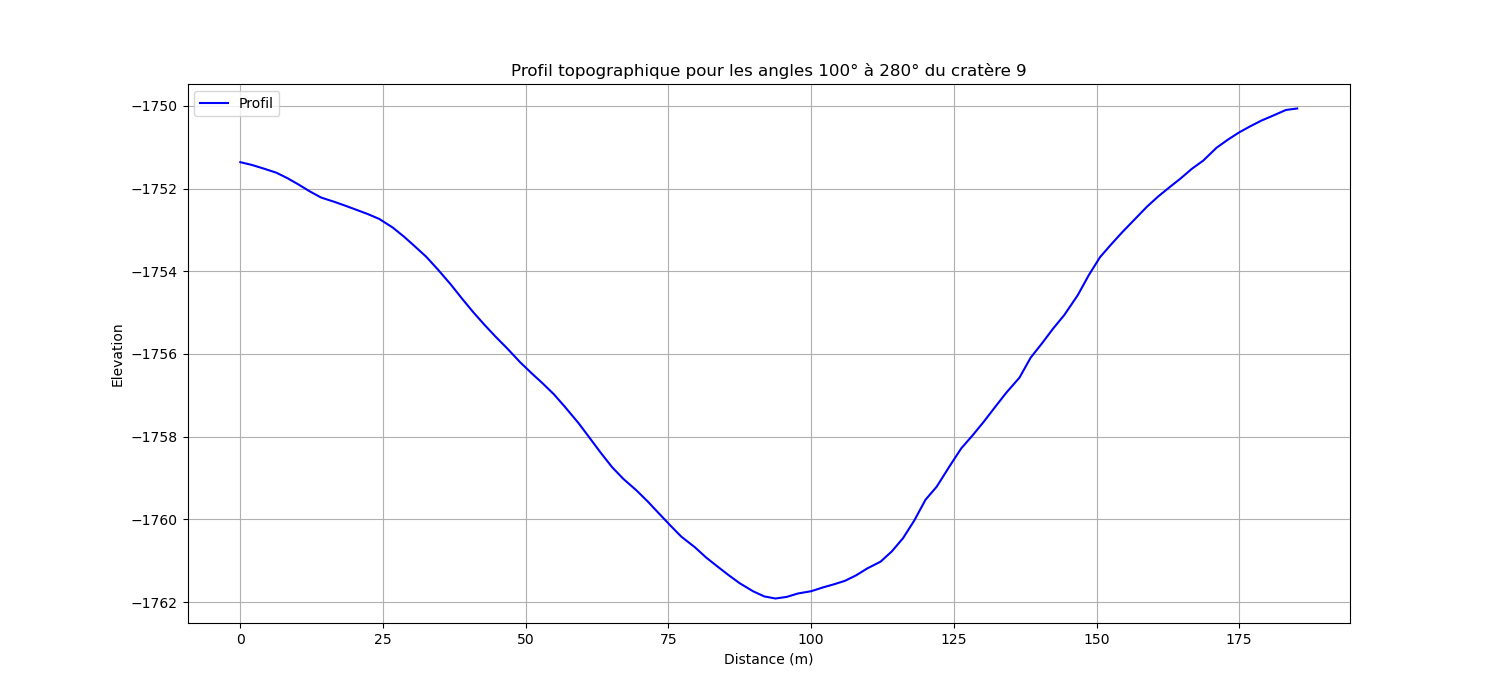 Profil topographique pour les angles 100° à 280° du cratère 9
Profil
−1750
−1752
−1754
−1756
−1758
−1760
−1762
Elevation
0 25 50 75 100 125 150 175
Distance (m)